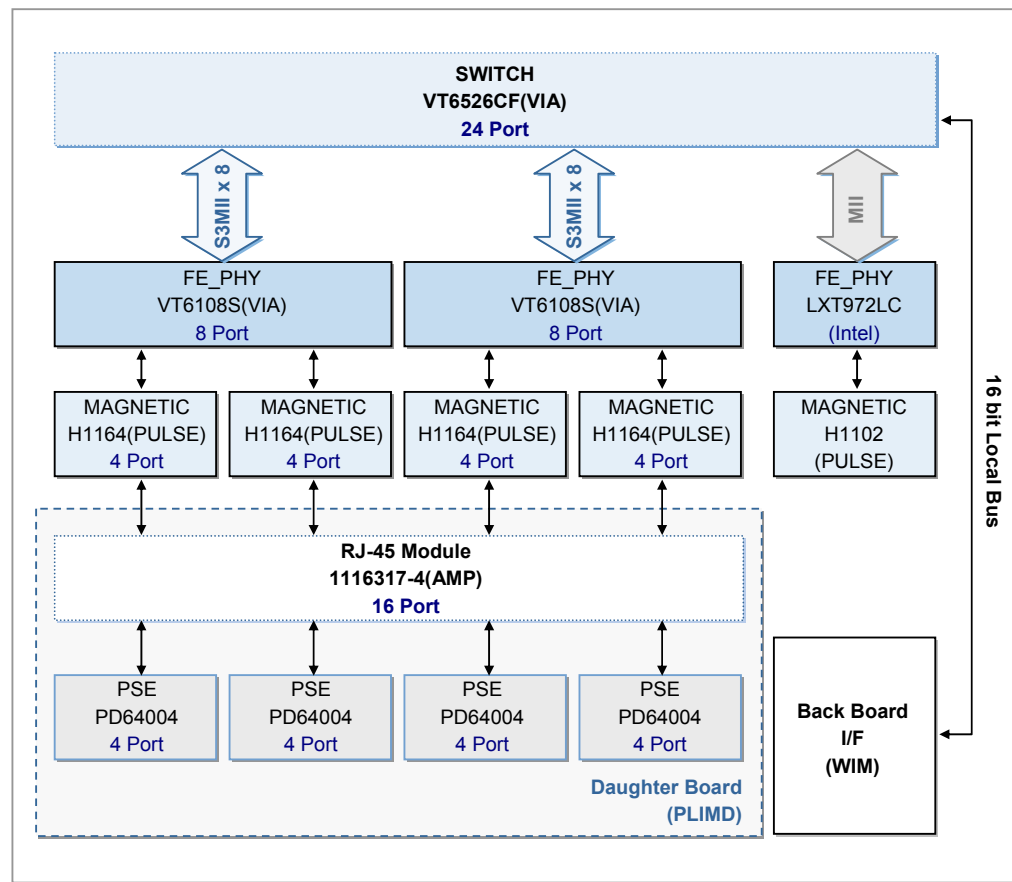 SWITCH
VT6526CF(VIA)
24 Port
S3MII x 8
S3MII x 8
MII
FE_PHY
VT6108S(VIA)
8 Port
FE_PHY
VT6108S(VIA)
8 Port
FE_PHY
LXT972LC
(Intel)
MAGNETIC
H1164(PULSE)
4 Port
MAGNETIC
H1164(PULSE)
4 Port
MAGNETIC
H1164(PULSE)
4 Port
MAGNETIC
H1164(PULSE)
4 Port
MAGNETIC
H1102
(PULSE)
16 bit Local Bus
RJ-45 Module
1116317-4(AMP)
16 Port
PSE
PD64004
4 Port
PSE
PD64004
4 Port
PSE
PD64004
4 Port
PSE
PD64004
4 Port
Daughter Board
(PLIMD)
Back Board
I/F
(WIM)